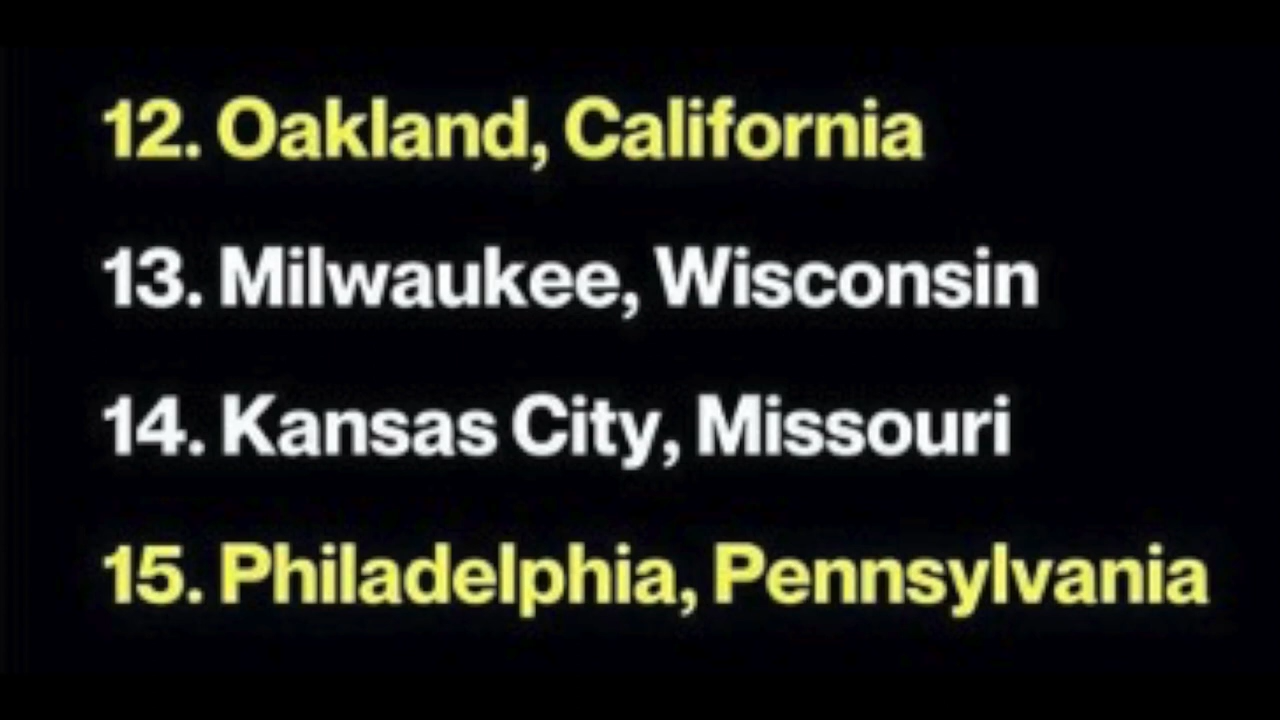 12. Oakland, California
13. Milwaukee, Wisconsin
14. Kansas City, Missouri
15. Philadelphia, Pennsylvania